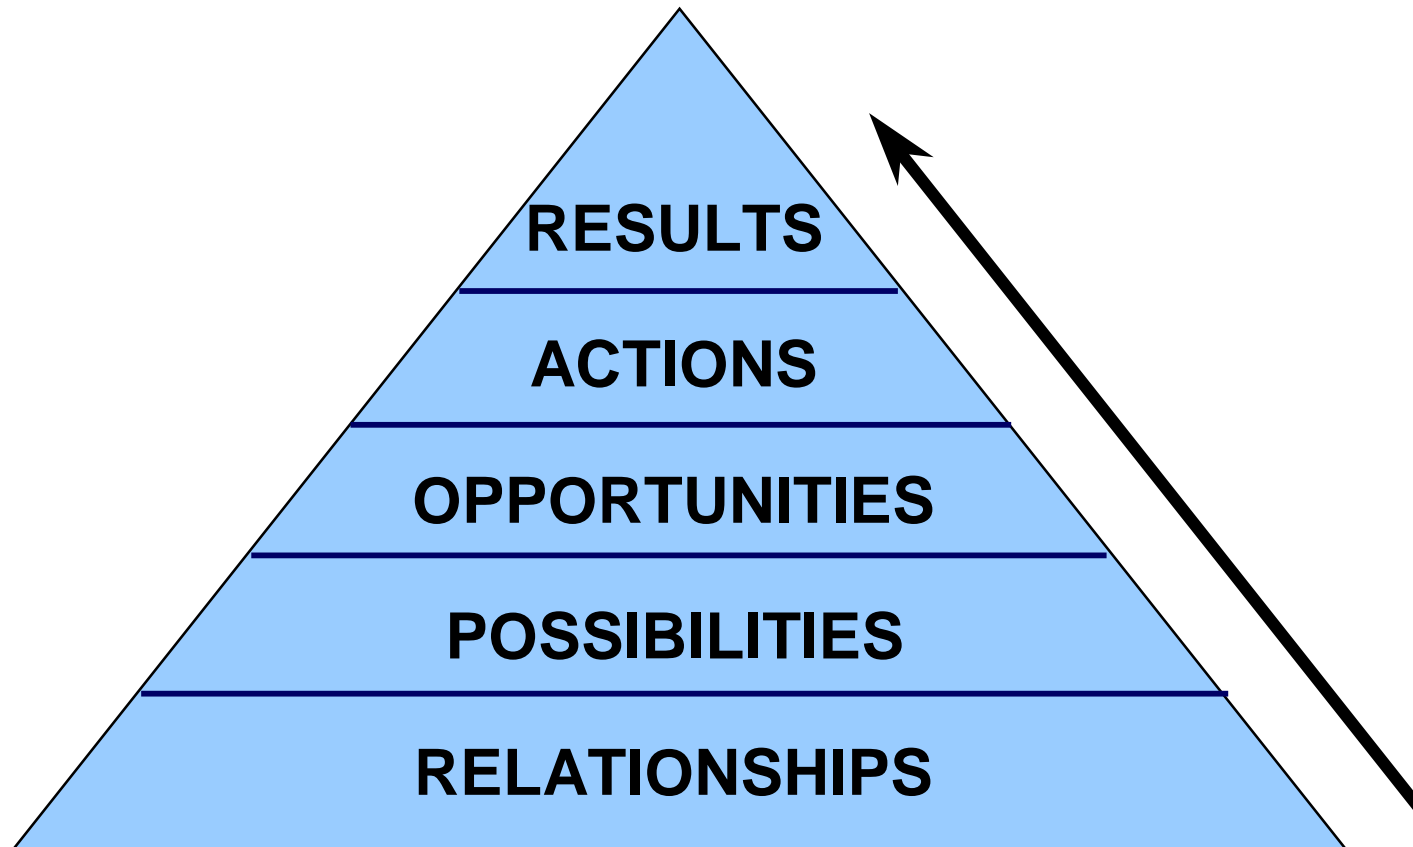 RESULTS
ACTIONS
OPPORTUNITIES
POSSIBILITIES
RELATIONSHIPS